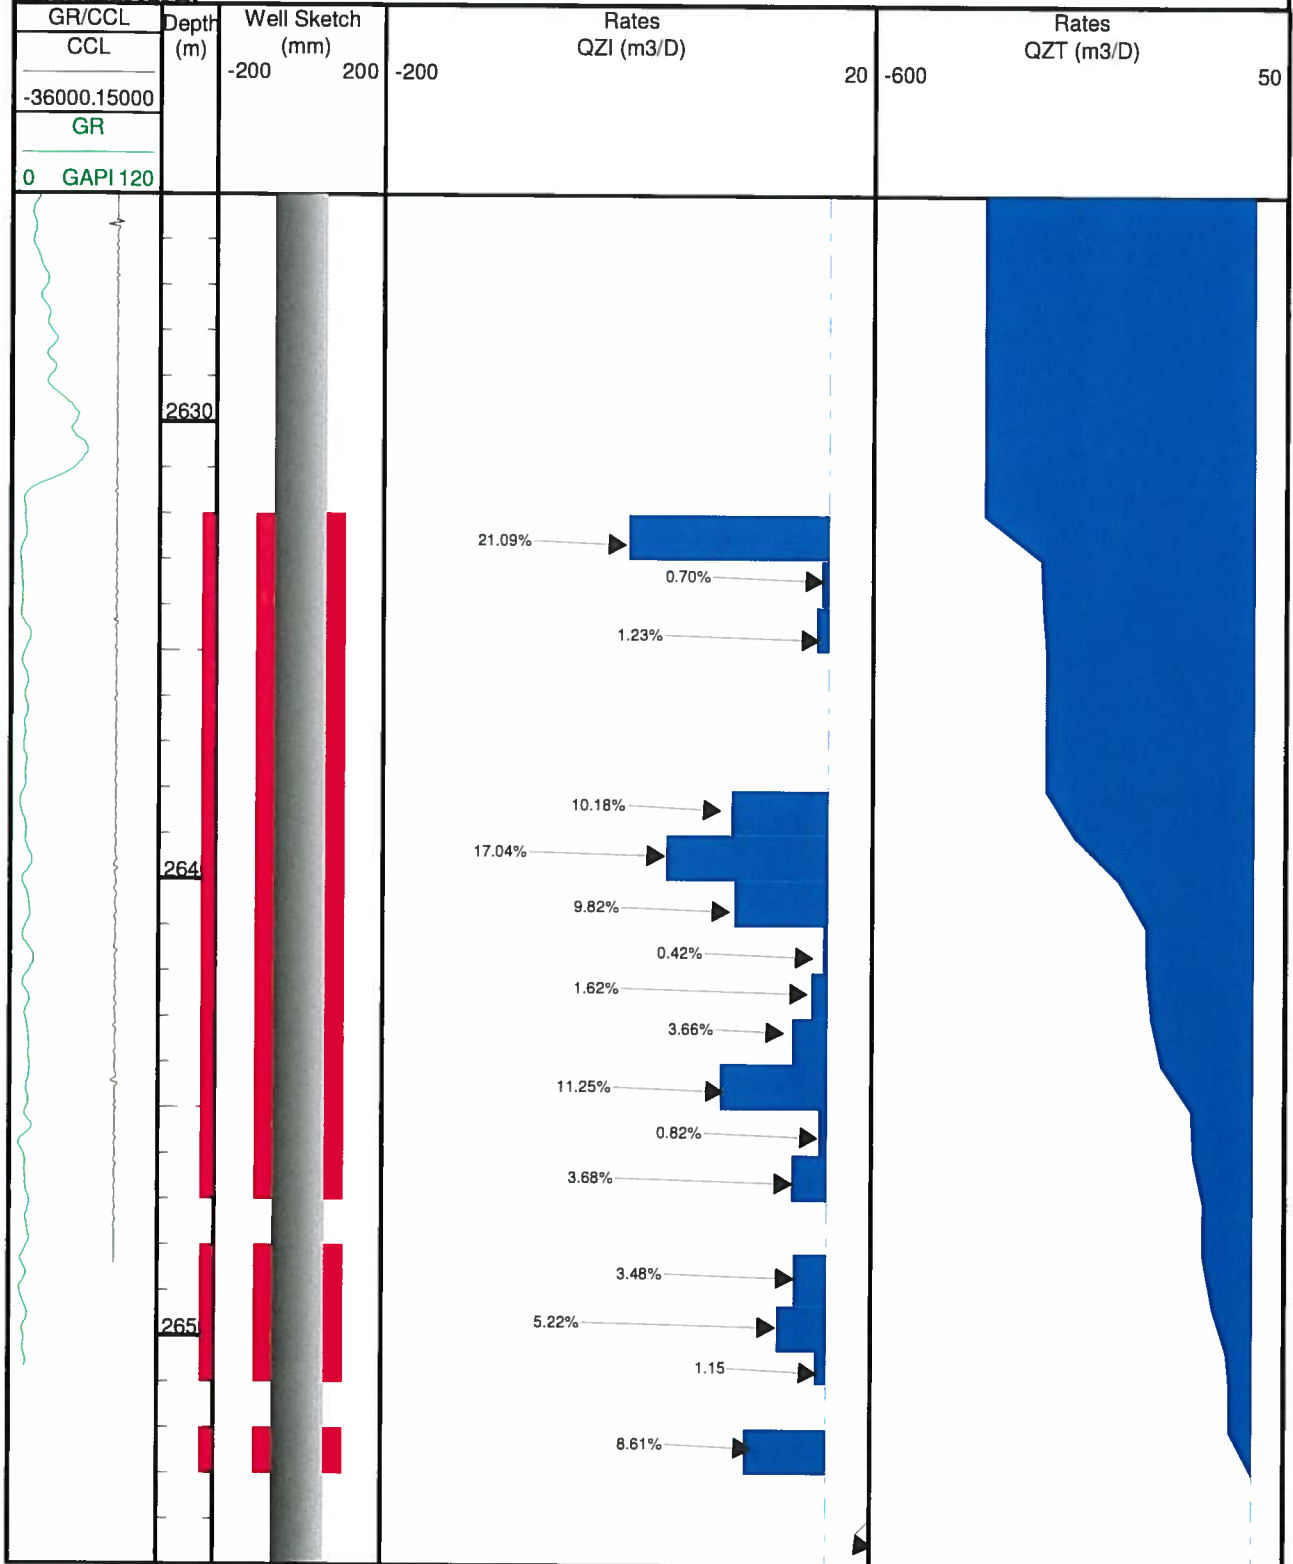 GR/CCL
CCL
-36000.15000
GR
0 GAPI 120
Depth
(m)
Well Sketch
(mm)
-200 200
Rates
QZI (m3/D)
-200 20
Rates
QZT (m3/D)
-600 50
2630
21.09%
0.70%
1.23%
10.18%
17.04%
264
9.82%
0.42%
1.62%
3.66%
11.25%
0.82%
3.68%
3.48%
5.22%
265
1.15
8.61%